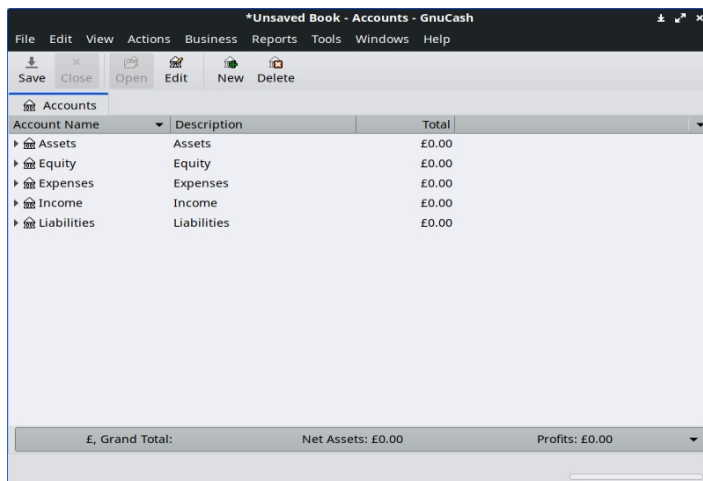 *Unsaved Book - Accounts - GnuCash
File Edit View Actions Business Reports Tools Windows Help
Save Close Open Edit New Delete
Accounts
Account Name Description Total
Assets Assets £0.00
Equity Equity £0.00
Expenses Expenses £0.00
Income Income £0.00
Liabilities Liabilities £0.00
£, Grand Total: Net Assets: £0.00 Profits: £0.00